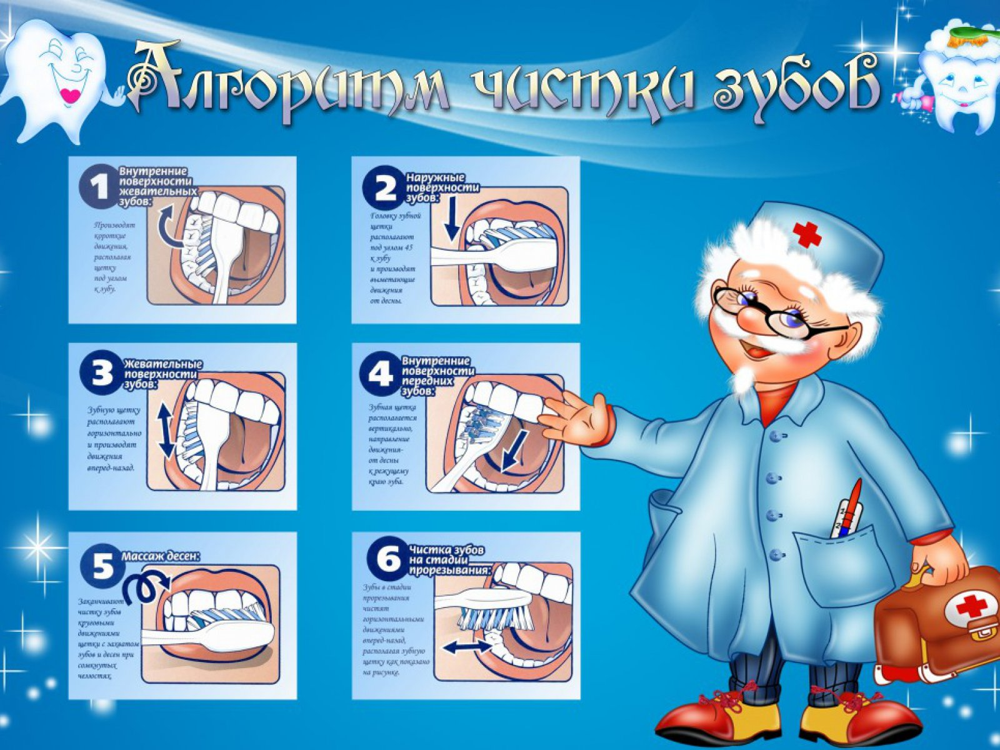 Алгоритм чистки зубов
1
Внутренние
поверхности
жевательных
зубов:
Производят
короткие
движения,
располагая
щетку
под углом
к зубу.
2
Наружные
поверхности
зубов:
Головку зубной
щетки
располагают
под углом 45
к зубу
и производят
выметающие
движения
от десны.
3
Жевательные
поверхности
зубов:
Зубную щетку
располагают
горизонтально
и производят
движения
вперед-назад.
4
Внутренние
поверхности
передних
зубов:
Зубная щетка
располагается
вертикально,
направление
движения-
от десны
к режущему
краю зуба.
5
Массаж десен:
Заканчивают
чистку зубов
круговыми
движениями
щетки с захватом
зубов и десен при
сомкнутых
челюстях.
6
Чистка зубов
на стадии
прорезывания:
Зубы в стадии
прорезывания
чистят
горизонтальными
движениями
вперед-назад,
располагая зубную
щетку как показано
на рисунке.